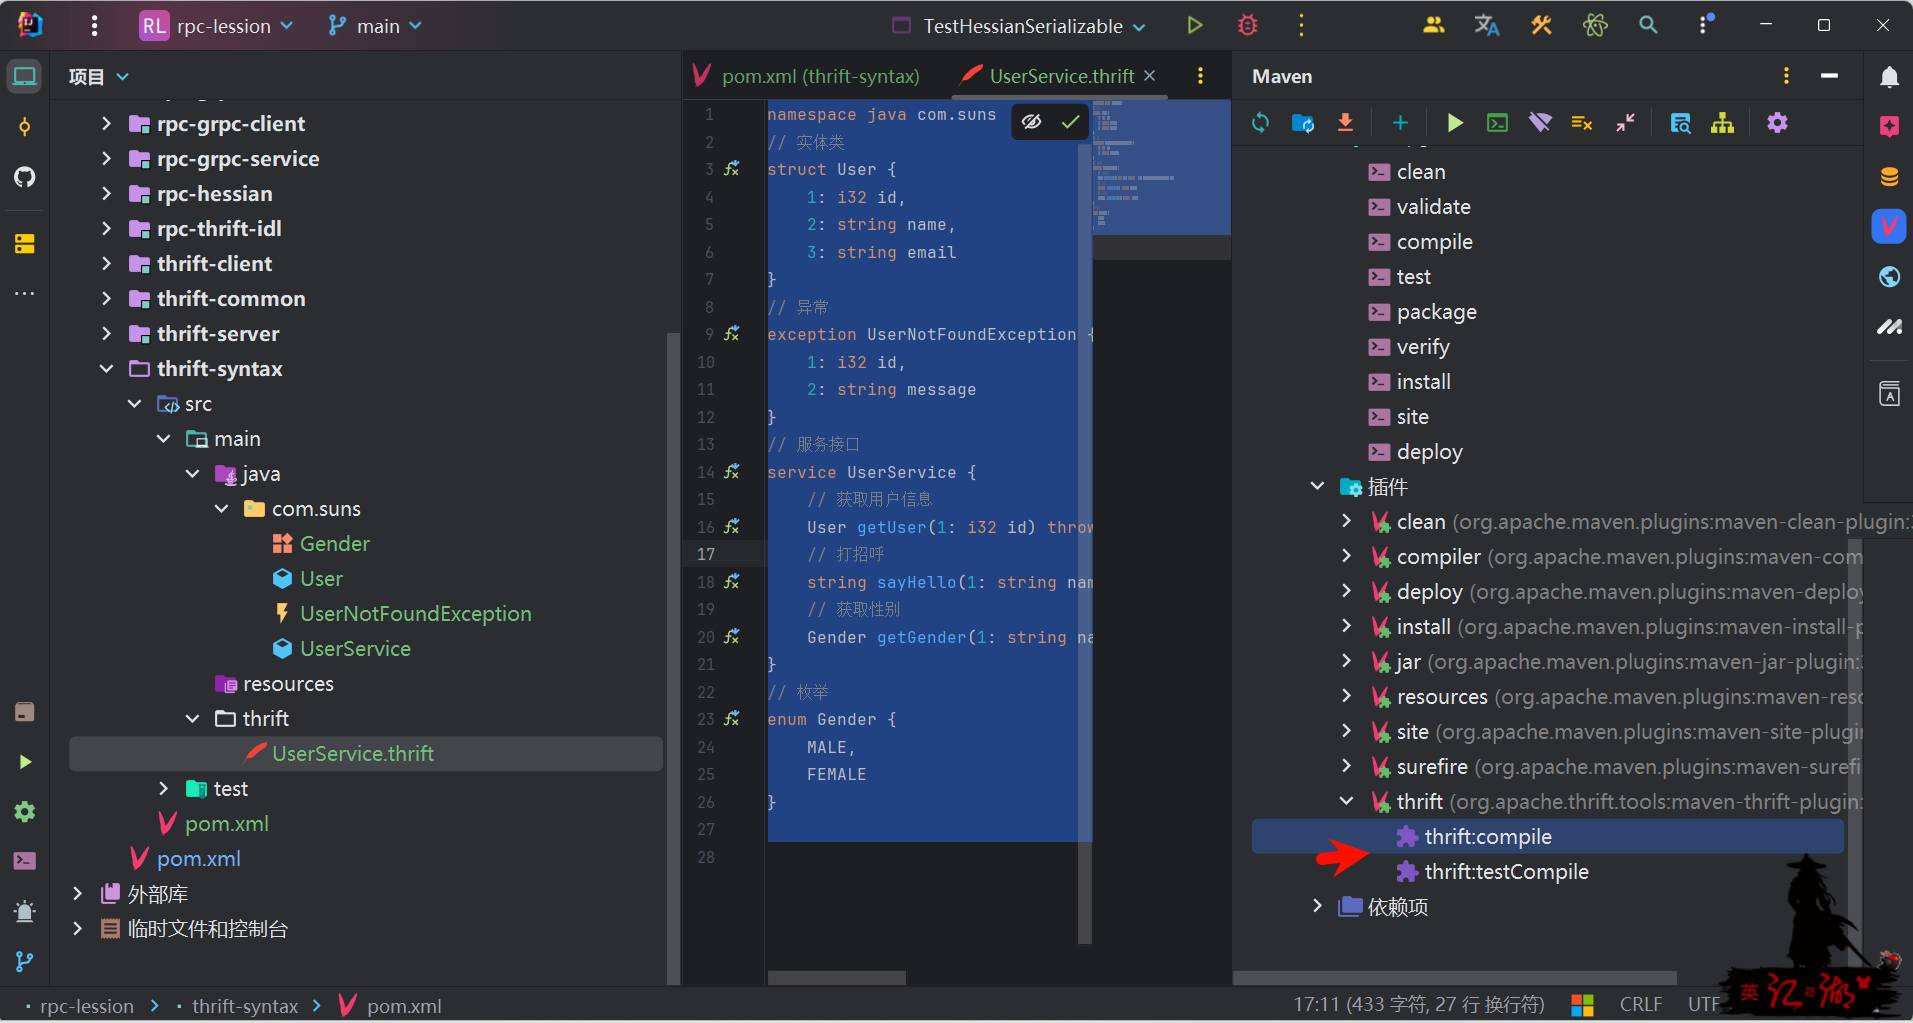 RL rpc-lession main TestHessianSerializable
项目
rpc-grpc-client
rpc-grpc-service
rpc-hessian
rpc-thrift-idl
thrift-client
thrift-common
thrift-server
thrift-syntax
src
main
java
com.suns
Gender
User
UserNotFoundException
UserService
resources
thrift
UserService.thrift
test
pom.xml
pom.xml
外部库
临时文件和控制台
pom.xml (thrift-syntax) UserService.thrift
1 namespace java com.suns
2 // 实体类
3 struct User {
4 1: i32 id,
5 2: string name,
6 3: string email
7 }
8 // 异常
9 exception UserNotFoundException {
10 1: i32 id,
11 2: string message
12 }
13 // 服务接口
14 service UserService {
15 // 获取用户信息
16 User getUser(1: i32 id) throw
17 // 打招呼
18 string sayHello(1: string nam
19 // 获取性别
20 Gender getGender(1: string na
21 }
22 // 枚举
23 enum Gender {
24 MALE,
25 FEMALE
26 }
27
28
Maven
clean
validate
compile
test
package
verify
install
site
deploy
插件
clean (org.apache.maven.plugins:maven-clean-plugin:3
compiler (org.apache.maven.plugins:maven-com
deploy (org.apache.maven.plugins:maven-deploy
install (org.apache.maven.plugins:maven-install-p
jar (org.apache.maven.plugins:maven-jar-plugin:3
resources (org.apache.maven.plugins:maven-reso
site (org.apache.maven.plugins:maven-site-plugi
surefire (org.apache.maven.plugins:maven-surefi
thrift (org.apache.thrift.tools:maven-thrift-plugin:
thrift:compile
thrift:testCompile
依赖项
rpc-lession thrift-syntax pom.xml
17:11 (433 字符, 27 行 换行符) CRLF UTF